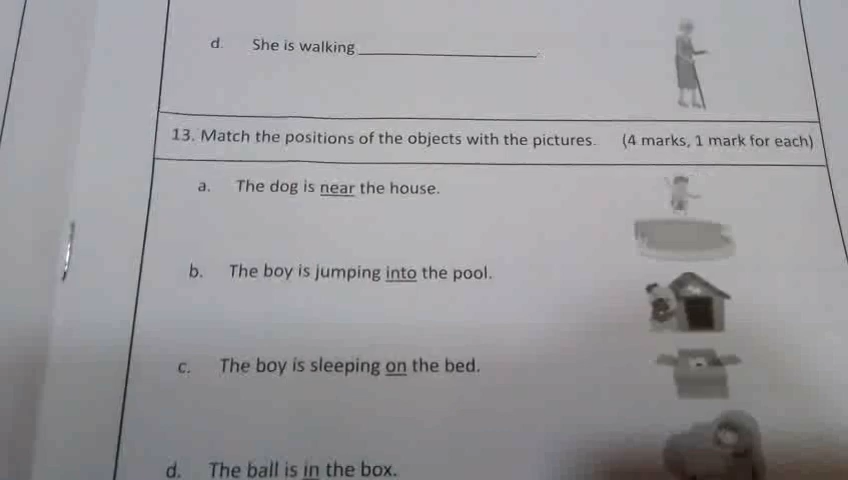 d. She is walking ____________________.
13. Match the positions of the objects with the pictures. (4 marks, 1 mark for each)
a. The dog is near the house.
b. The boy is jumping into the pool.
c. The boy is sleeping on the bed.
d. The ball is in the box.